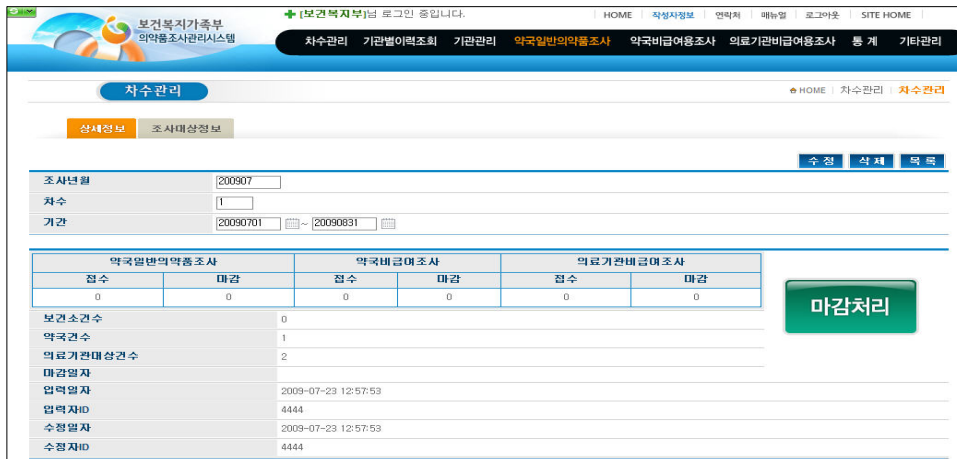 보건복지가족부
의약품조사관리시스템
[보건복지부]님 로그인 중입니다.
HOME 작성자정보 연락처 매뉴얼 로그아웃 SITE HOME
차수관리 기관별이력조회 기관관리 약국일반의약품조사 약국비급여용조사 의료기관비급여용조사 통 계 기타관리
차수관리
HOME 차수관리 차수관리
상세정보 조사대상정보
수 정 삭 제 목 록
조사년월 200907
차수 1
기간 20090701 ~ 20090831
약국일반의약품조사 약국비급여조사 의료기관비급여조사
접수 마감 접수 마감 접수 마감
0 0 0 0 0 0
마감처리
보건소건수 0
약국건수 1
의료기관대상건수 2
마감일자
입력일자 2009-07-23 12:57:53
입력자ID 4444
수정일자 2009-07-23 12:57:53
수정자ID 4444